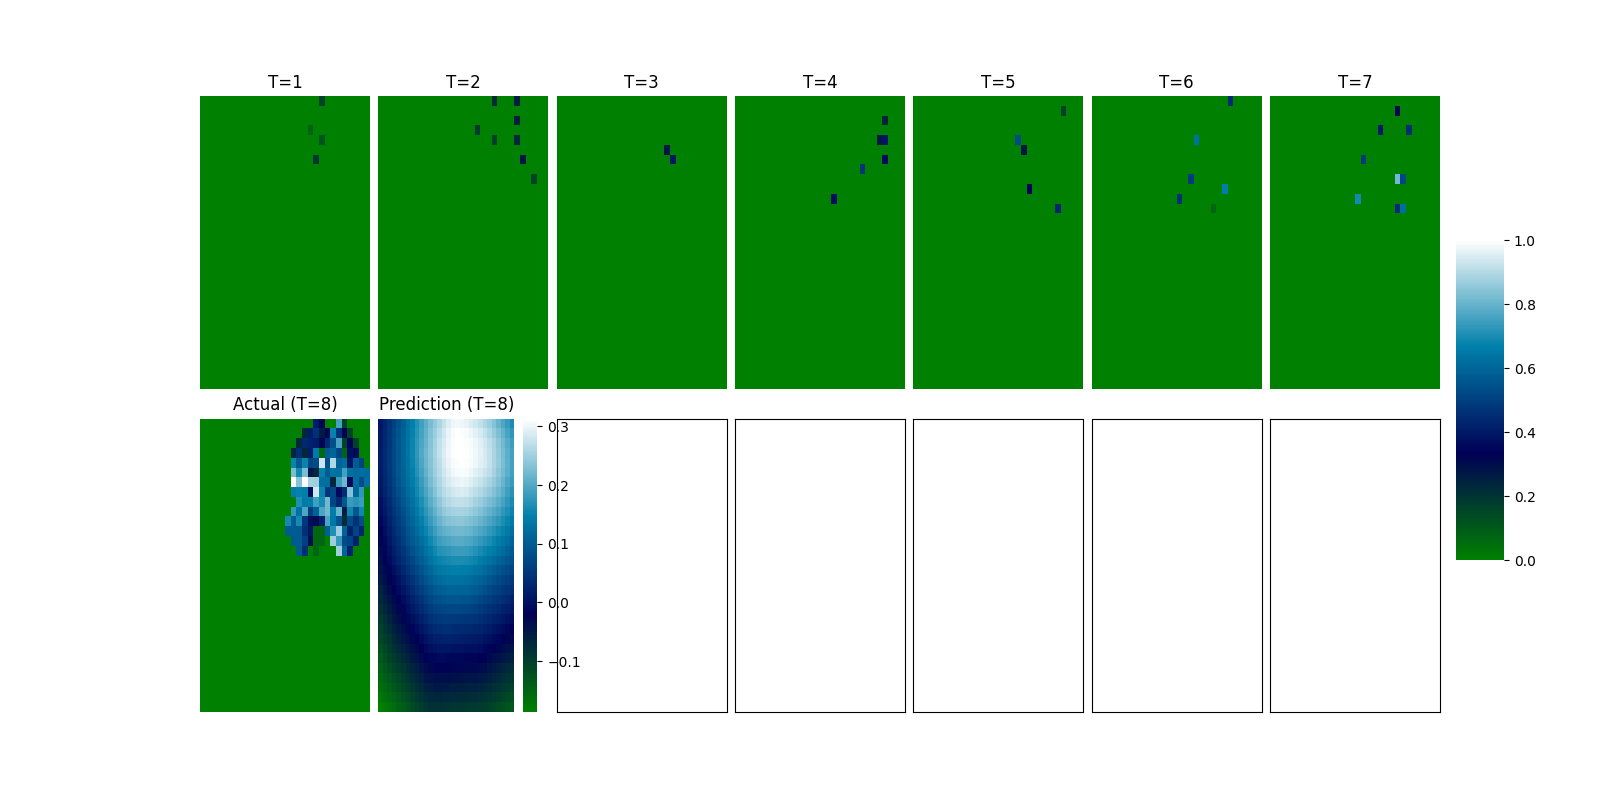 T=1
T=2
T=3
T=4
T=5
T=6
T=7
1.0
0.8
0.6
0.4
0.2
0.0
Actual (T=8)
Prediction (T=8)
0.3
0.2
0.1
0.0
−0.1